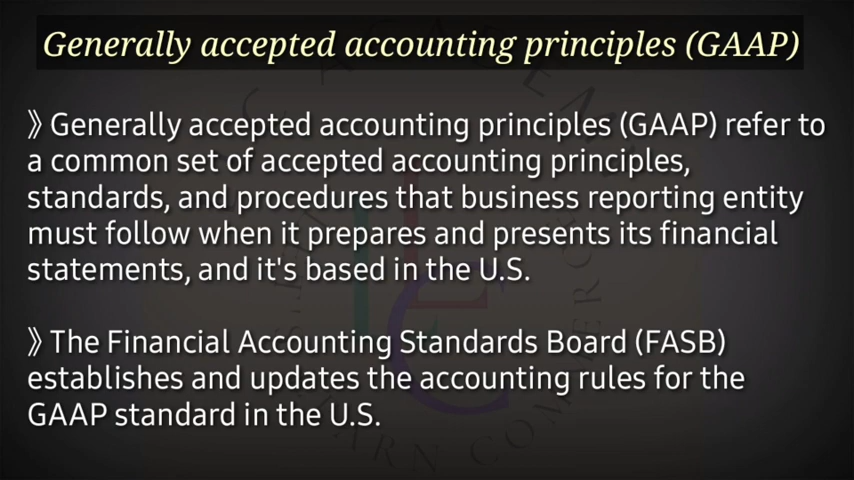 Generally accepted accounting principles (GAAP)
⟫ Generally accepted accounting principles (GAAP) refer to
a common set of accepted accounting principles,
standards, and procedures that business reporting entity
must follow when it prepares and presents its financial
statements, and it's based in the U.S.
⟫ The Financial Accounting Standards Board (FASB)
establishes and updates the accounting rules for the
GAAP standard in the U.S.